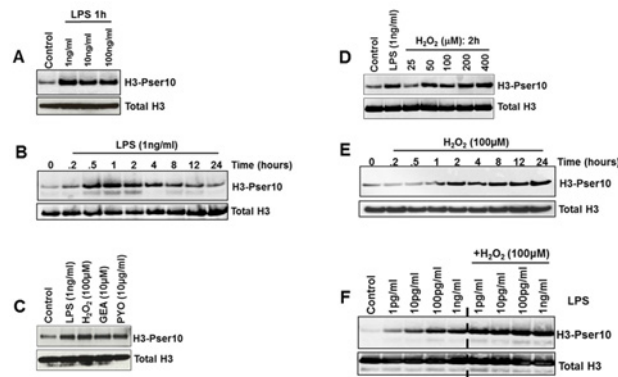 A
LPS 1h
Control
1ng/ml
10ng/ml
100ng/ml
H3-Pser10
Total H3
B
LPS (1ng/ml)
0 .2 .5 1 2 4 8 12 24 Time (hours)
H3-Pser10
Total H3
C
Control
LPS (1ng/ml)
H₂O₂ (100µM)
GEA (10µM)
PYO (10µg/ml)
H3-Pser10
Total H3
D
Control
LPS (1ng/ml)
H₂O₂ (µM): 2h
25 50 100 200 400
H3-Pser10
Total H3
E
H₂O₂ (100µM)
0 .2 .5 1 2 4 8 12 24 Time (hours)
H3-Pser10
Total H3
F
+H₂O₂ (100µM)
Control
1pg/ml
10pg/ml
100pg/ml
1ng/ml
1pg/ml
10pg/ml
100pg/ml
1ng/ml
LPS
H3-Pser10
Total H3